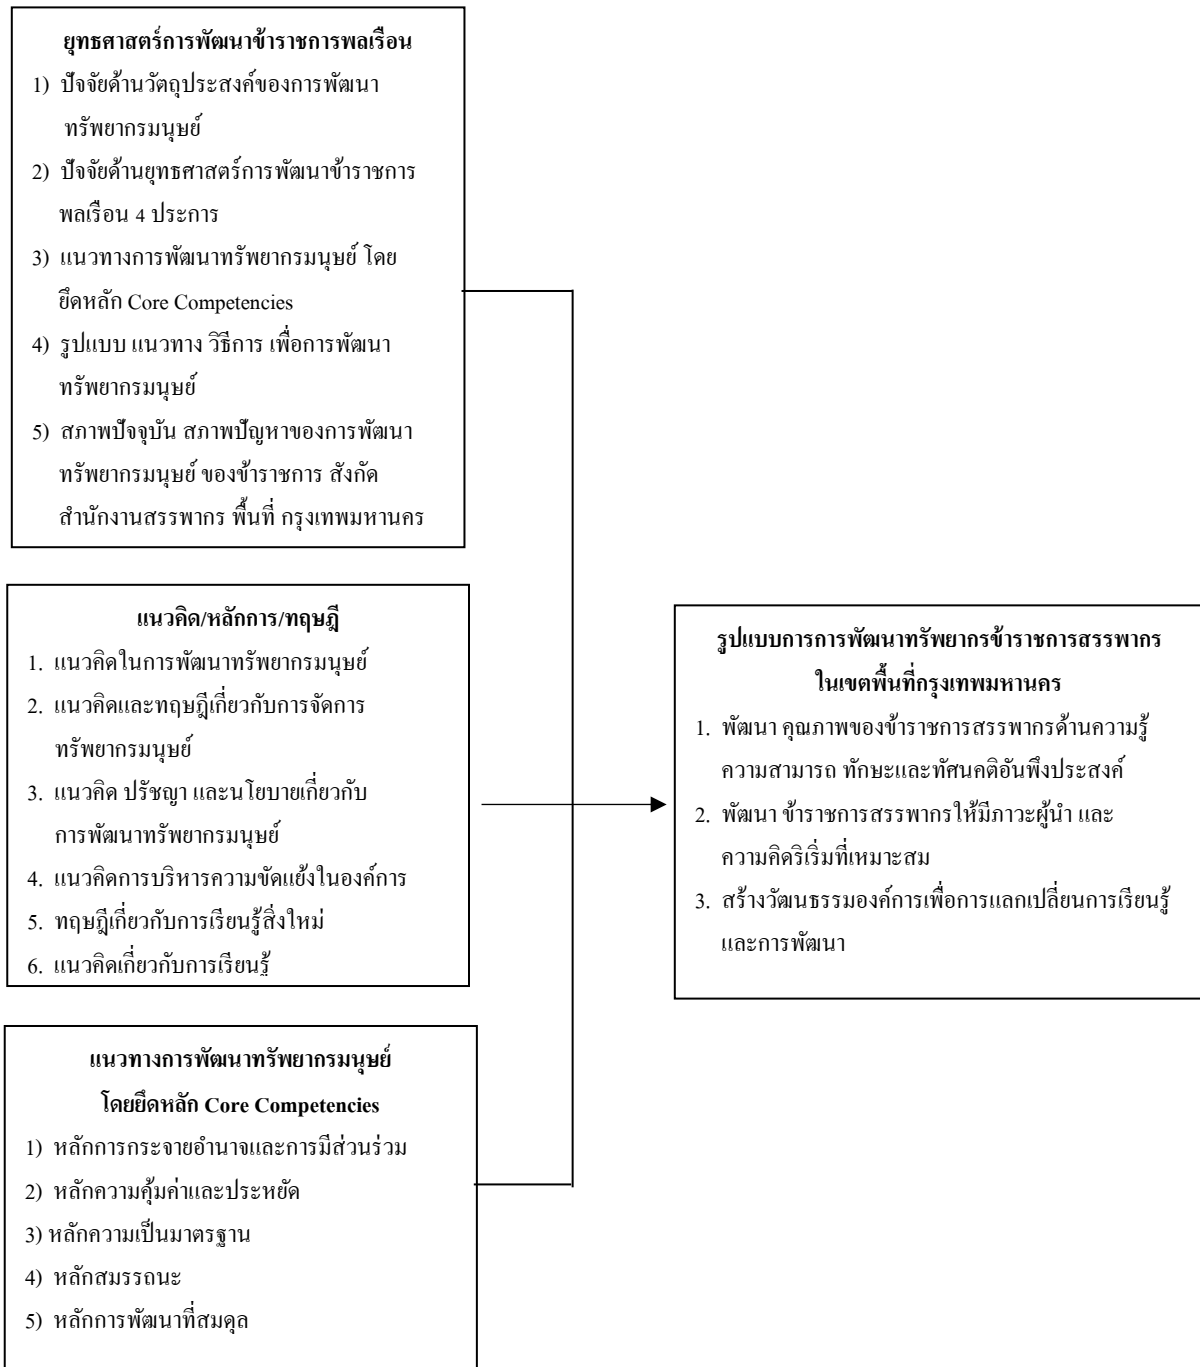 ยุทธศาสตร์การพัฒนาข้าราชการพลเรือน
1) ปัจจัยด้านวัตถุประสงค์ของการพัฒนา
ทรัพยากรมนุษย์
2) ปัจจัยด้านยุทธศาสตร์การพัฒนาข้าราชการ
พลเรือน 4 ประการ
3) แนวทางการพัฒนาทรัพยากรมนุษย์ โดย
ยึดหลัก Core Competencies
4) รูปแบบ แนวทาง วิธีการ เพื่อการพัฒนา
ทรัพยากรมนุษย์
5) สภาพปัจจุบัน สภาพปัญหาของการพัฒนา
ทรัพยากรมนุษย์ ของข้าราชการ สังกัด
สำนักงานสรรพากร พื้นที่ กรุงเทพมหานคร
แนวคิด/หลักการ/ทฤษฎี
1. แนวคิดในการพัฒนาทรัพยากรมนุษย์
2. แนวคิดและทฤษฎีเกี่ยวกับการจัดการ
ทรัพยากรมนุษย์
3. แนวคิด ปรัชญา และนโยบายเกี่ยวกับ
การพัฒนาทรัพยากรมนุษย์
4. แนวคิดการบริหารความขัดแย้งในองค์การ
5. ทฤษฎีเกี่ยวกับการเรียนรู้สิ่งใหม่
6. แนวคิดเกี่ยวกับการเรียนรู้
แนวทางการพัฒนาทรัพยากรมนุษย์
โดยยึดหลัก Core Competencies
1) หลักการกระจายอำนาจและการมีส่วนร่วม
2) หลักความคุ้มค่าและประหยัด
3) หลักความเป็นมาตรฐาน
4) หลักสมรรถนะ
5) หลักการพัฒนาที่สมดุล
รูปแบบการการพัฒนาทรัพยากรข้าราชการสรรพากร
ในเขตพื้นที่กรุงเทพมหานคร
1. พัฒนา คุณภาพของข้าราชการสรรพากรด้านความรู้
ความสามารถ ทักษะและทัศนคติอันพึงประสงค์
2. พัฒนา ข้าราชการสรรพากรให้มีภาวะผู้นำ และ
ความคิดริเริ่มที่เหมาะสม
3. สร้างวัฒนธรรมองค์การเพื่อการแลกเปลี่ยนการเรียนรู้
และการพัฒนา